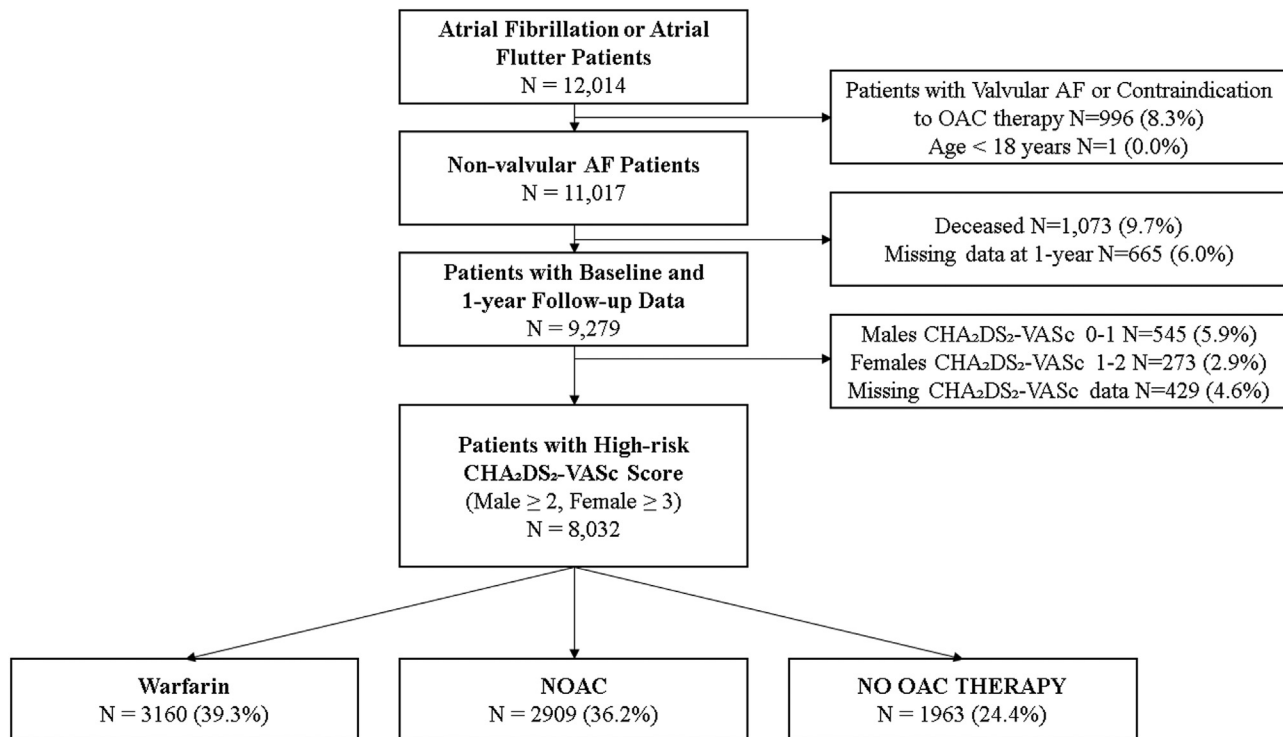 Atrial Fibrillation or Atrial
Flutter Patients
N = 12,014
Patients with Valvular AF or Contraindication
to OAC therapy N=996 (8.3%)
Age < 18 years N=1 (0.0%)
Non-valvular AF Patients
N = 11,017
Deceased N=1,073 (9.7%)
Missing data at 1-year N=665 (6.0%)
Patients with Baseline and
1-year Follow-up Data
N = 9,279
Males CHA₂DS₂-VASc 0-1 N=545 (5.9%)
Females CHA₂DS₂-VASc 1-2 N=273 (2.9%)
Missing CHA₂DS₂-VASc data N=429 (4.6%)
Patients with High-risk
CHA₂DS₂-VASc Score
(Male ≥ 2, Female ≥ 3)
N = 8,032
Warfarin
N = 3160 (39.3%)
NOAC
N = 2909 (36.2%)
NO OAC THERAPY
N = 1963 (24.4%)